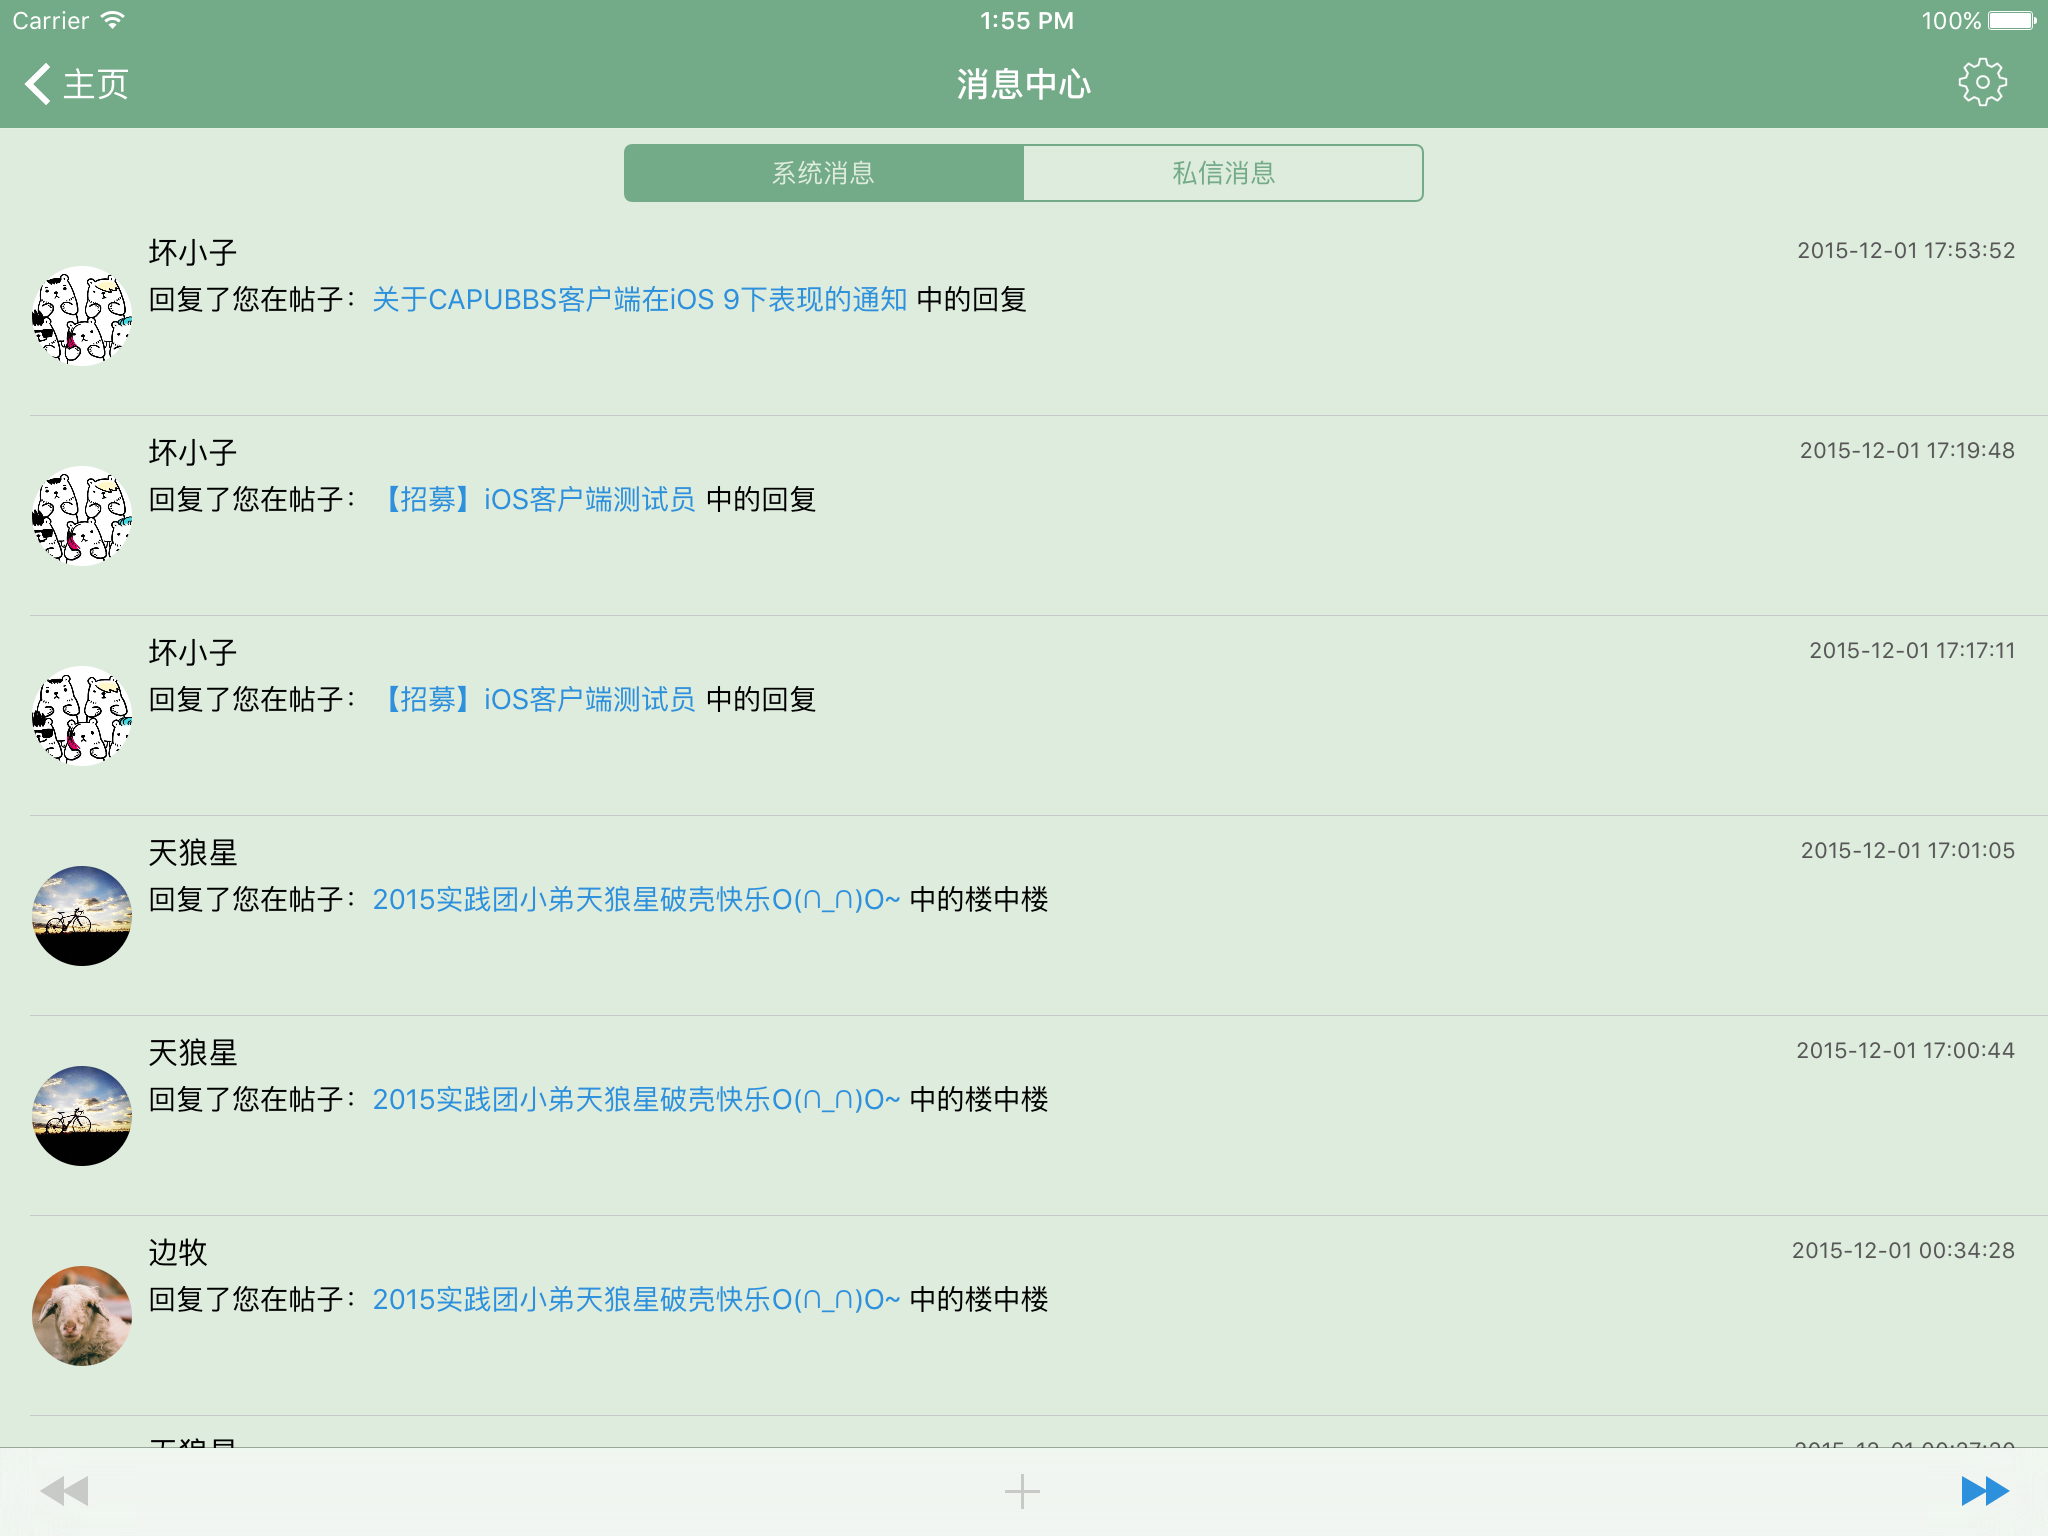 Carrier 1:55 PM 100%
主页 消息中心
系统消息 私信消息
坏小子 2015-12-01 17:53:52
回复了您在帖子：关于CAPUBBS客户端在iOS 9下表现的通知 中的回复
坏小子 2015-12-01 17:19:48
回复了您在帖子：【招募】iOS客户端测试员 中的回复
坏小子 2015-12-01 17:17:11
回复了您在帖子：【招募】iOS客户端测试员 中的回复
天狼星 2015-12-01 17:01:05
回复了您在帖子：2015实践团小弟天狼星破壳快乐O(∩_∩)O~ 中的楼中楼
天狼星 2015-12-01 17:00:44
回复了您在帖子：2015实践团小弟天狼星破壳快乐O(∩_∩)O~ 中的楼中楼
边牧 2015-12-01 00:34:28
回复了您在帖子：2015实践团小弟天狼星破壳快乐O(∩_∩)O~ 中的楼中楼
天狼星